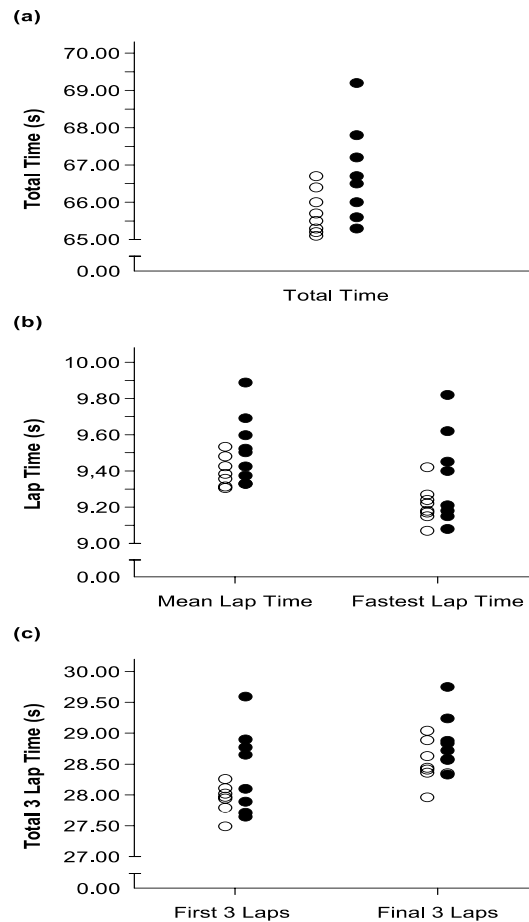 (a)
Total Time (s)
70.00
69.00
68.00
67.00
66.00
65.00
0.00
Total Time
(b)
Lap Time (s)
10.00
9.80
9.60
9,40
9.20
9.00
0.00
Mean Lap Time Fastest Lap Time
(c)
Total 3 Lap Time (s)
30.00
29.50
29.00
28.50
28.00
27.50
27.00
0.00
First 3 Laps Final 3 Laps